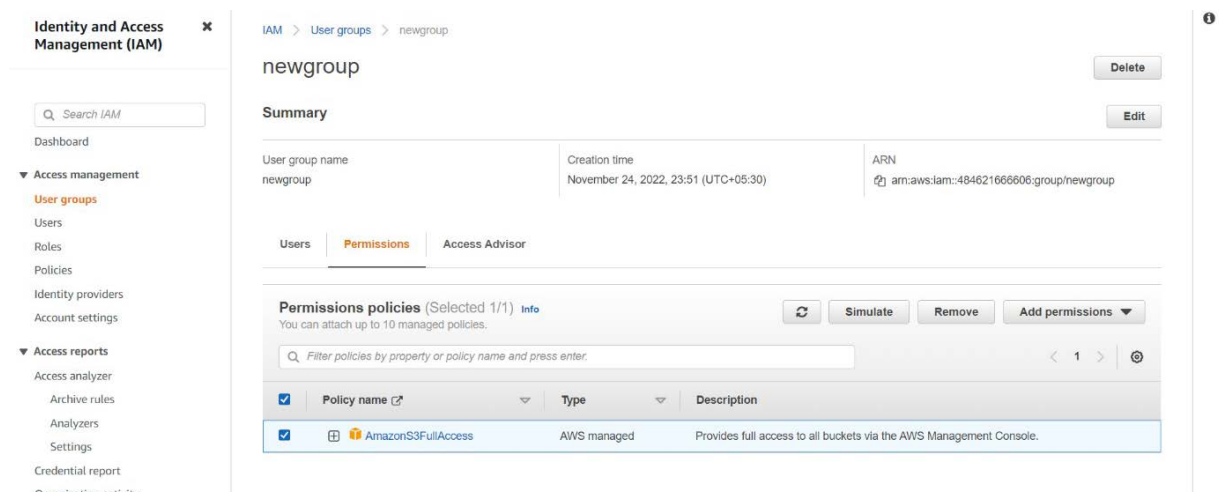 Identity and Access
Management (IAM)
Search IAM
Dashboard
Access management
User groups
Users
Roles
Policies
Identity providers
Account settings
Access reports
Access analyzer
Archive rules
Analyzers
Settings
Credential report
IAM > User groups > newgroup
newgroup
Delete
Summary
Edit
User group name
newgroup
Creation time
November 24, 2022, 23:51 (UTC+05:30)
ARN
arn:aws:iam::484621666606:group/newgroup
Users
Permissions
Access Advisor
Permissions policies (Selected 1/1) Info
You can attach up to 10 managed policies.
Simulate
Remove
Add permissions
Filter policies by property or policy name and press enter.
< 1 >
Policy name
Type
Description
AmazonS3FullAccess
AWS managed
Provides full access to all buckets via the AWS Management Console.